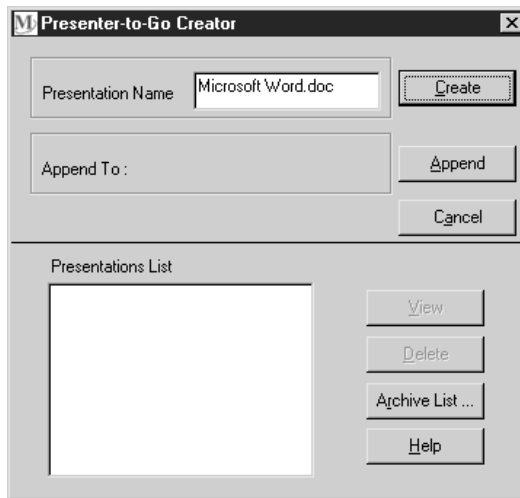 M Presenter-to-Go Creator
Presentation Name
Microsoft Word.doc
Create
Append To :
Append
Cancel
Presentations List
View
Delete
Archive List ...
Help